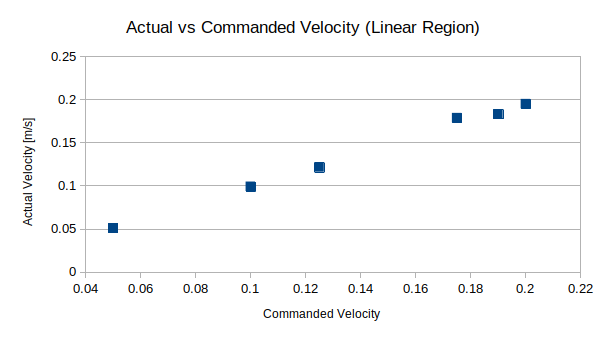 Actual vs Commanded Velocity (Linear Region)
0.25
0.2
0.15
0.1
0.05
0
Actual Velocity [m/s]
0.04 0.06 0.08 0.1 0.12 0.14 0.16 0.18 0.2 0.22
Commanded Velocity